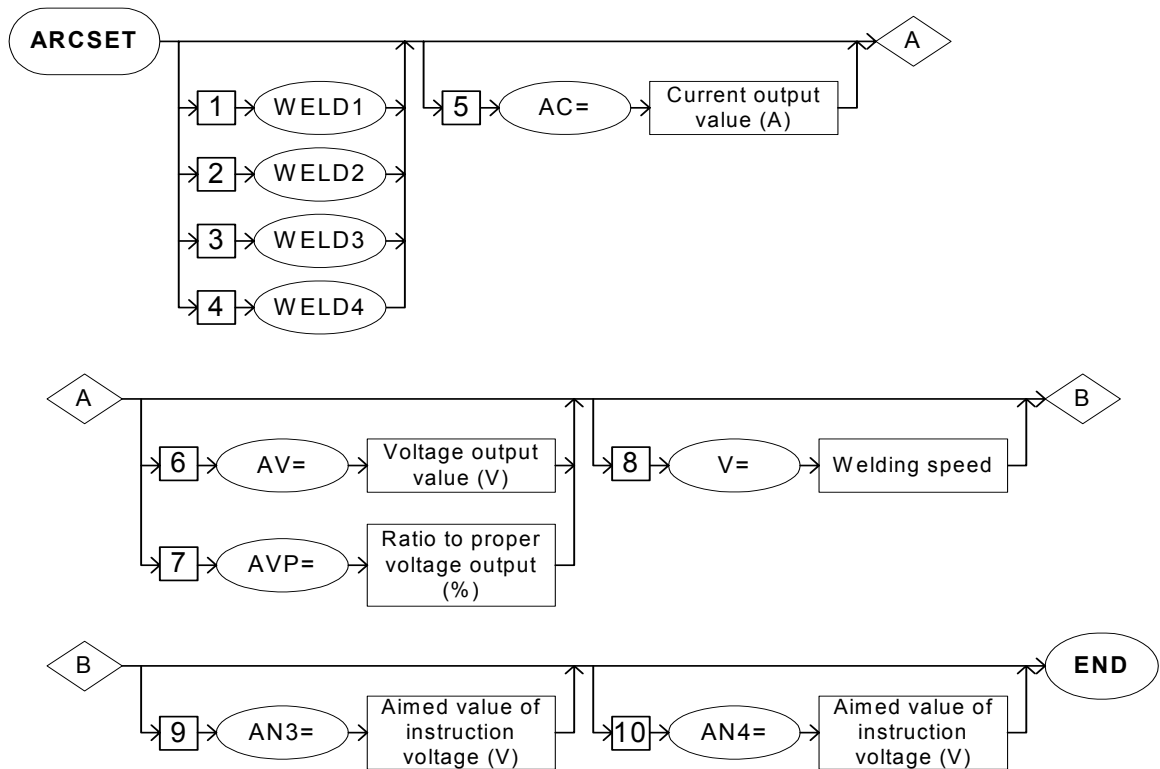 ARCSET
A
1 WELD1
5 AC= Current output
value (A)
2 WELD2
3 WELD3
4 WELD4
A
B
6 AV= Voltage output
value (V)
8 V= Welding speed
7 AVP= Ratio to proper
voltage output
(%)
B
END
9 AN3= Aimed value of
instruction
voltage (V)
10 AN4= Aimed value of
instruction
voltage (V)